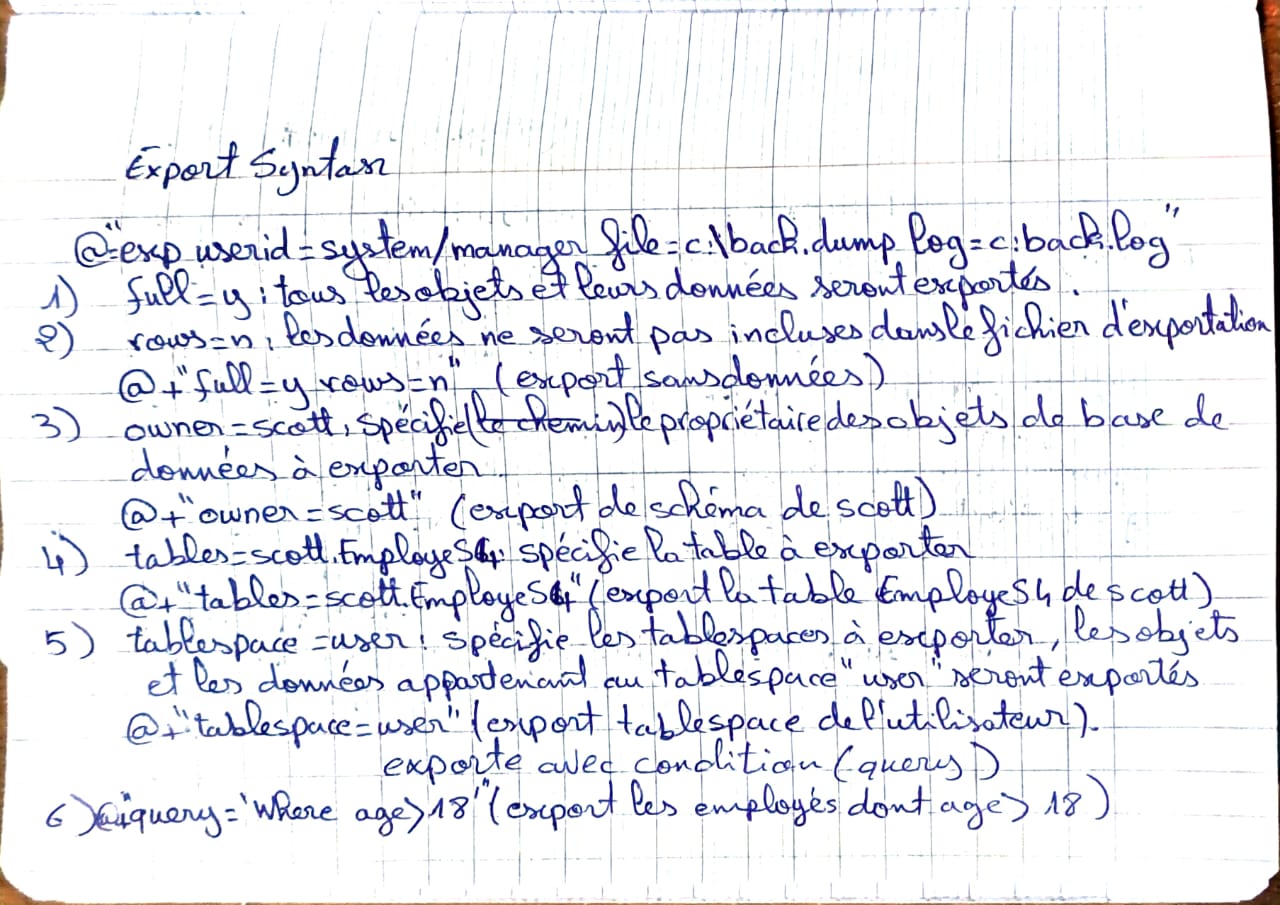 Export Syntax
@="exp userid=system/manager file=c:\back.dump log=c:back.log"
1) full=y : tous les objets et leurs données seront exportés .
2) rows=n , les données ne seront pas incluses dans le fichier d'exportation
@+"full=y rows=n" (export sans données)
3) owner=scott, spécifie (le chemin) le propriétaire des objets de base de
données à exporter
@+"owner=scott" (export de schéma de scott)
4) tables=scott.EmployeS4: spécifie la table à exporter
@+"tables=scott.EmployeS4" (export la table EmployeS4 de scott)
5) tablespace=user: spécifie les tablespaces à exporter, les objets
et les données appartenant au tablespace "user" seront exportés
@+"tablespace=user" (export tablespace de l'utilisateur).
exporte avec condition (query)
6) @+"query='Where age>18'" (export les employés dont age> 18)